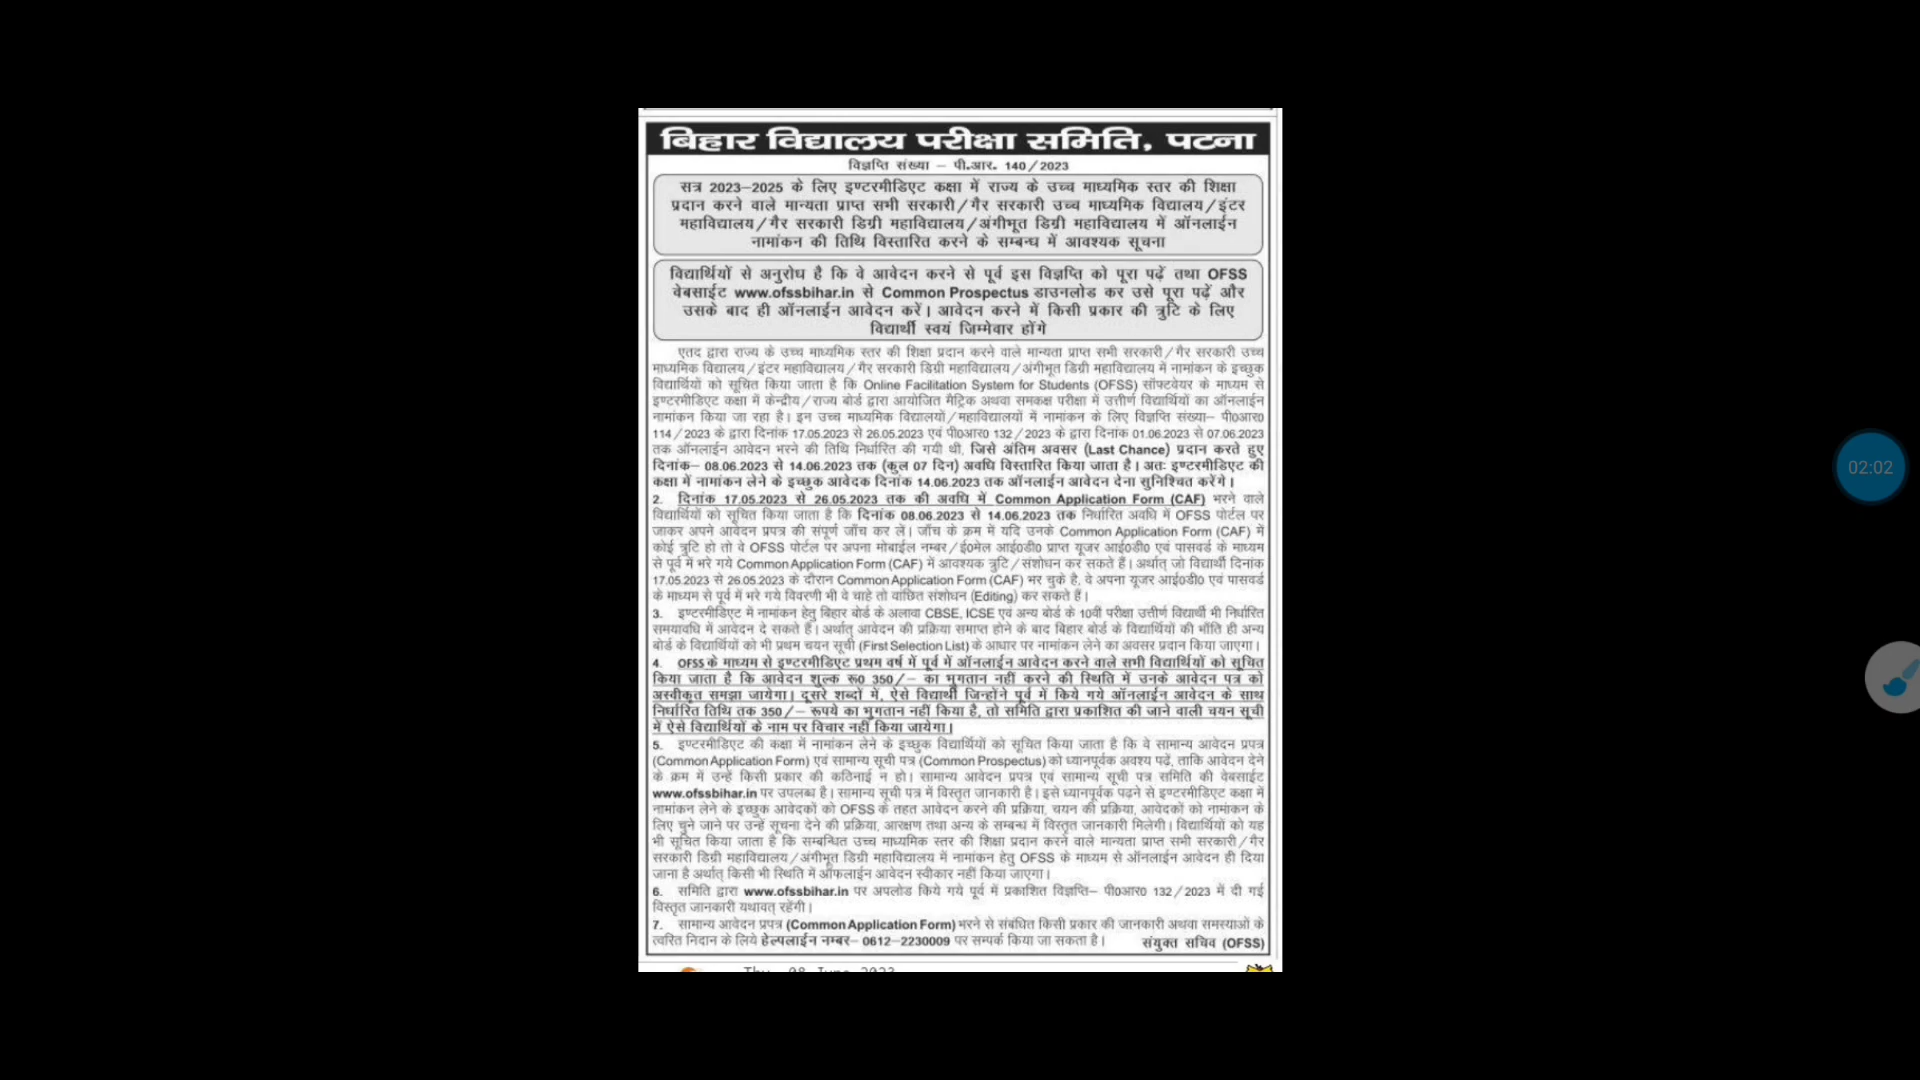 बिहार विद्यालय परीक्षा समिति, पटना
विज्ञप्ति संख्या – पी.आर. 140/2023
सत्र 2023–2025 के लिए इण्टरमीडिएट कक्षा में राज्य के उच्च माध्यमिक स्तर की शिक्षा
प्रदान करने वाले मान्यता प्राप्त सभी सरकारी/गैर सरकारी उच्च माध्यमिक विद्यालय/इंटर
महाविद्यालय/गैर सरकारी डिग्री महाविद्यालय/अंगीभूत डिग्री महाविद्यालय में ऑनलाईन
नामांकन की तिथि विस्तारित करने के सम्बन्ध में आवश्यक सूचना
विद्यार्थियों से अनुरोध है कि वे आवेदन करने से पूर्व इस विज्ञप्ति को पूरा पढ़ें तथा OFSS
वेबसाईट www.ofssbihar.in से Common Prospectus डाउनलोड कर उसे पूरा पढ़ें और
उसके बाद ही ऑनलाईन आवेदन करें। आवेदन करने में किसी प्रकार की त्रुटि के लिए
विद्यार्थी स्वयं जिम्मेवार होंगे
एतद द्वारा राज्य के उच्च माध्यमिक स्तर की शिक्षा प्रदान करने वाले मान्यता प्राप्त सभी सरकारी/गैर सरकारी उच्च
माध्यमिक विद्यालय/इंटर महाविद्यालय/गैर सरकारी डिग्री महाविद्यालय/अंगीभूत डिग्री महाविद्यालय में नामांकन के इच्छुक
विद्यार्थियों को सूचित किया जाता है कि Online Facilitation System for Students (OFSS) सॉफ्टवेयर के माध्यम से
इण्टरमीडिएट कक्षा में केन्द्रीय/राज्य बोर्ड द्वारा आयोजित मैट्रिक अथवा समकक्ष परीक्षा में उत्तीर्ण विद्यार्थियों का ऑनलाईन
नामांकन किया जा रहा है। इन उच्च माध्यमिक विद्यालयों/महाविद्यालयों में नामांकन के लिए विज्ञप्ति संख्या– पी0आर0
114/2023 के द्वारा दिनांक 17.05.2023 से 26.05.2023 एवं पी0आर0 132/2023 के द्वारा दिनांक 01.06.2023 से 07.06.2023
तक ऑनलाईन आवेदन भरने की तिथि निर्धारित की गयी थी, जिसे अंतिम अवसर (Last Chance) प्रदान करते हुए
दिनांक– 08.06.2023 से 14.06.2023 तक (कुल 07 दिन) अवधि विस्तारित किया जाता है। अतः इण्टरमीडिएट की
कक्षा में नामांकन लेने के इच्छुक आवेदक दिनांक 14.06.2023 तक ऑनलाईन आवेदन देना सुनिश्चित करेंगे।
2. दिनांक 17.05.2023 से 26.05.2023 तक की अवधि में Common Application Form (CAF) भरने वाले
विद्यार्थियों को सूचित किया जाता है कि दिनांक 08.06.2023 से 14.06.2023 तक निर्धारित अवधि में OFSS पोर्टल पर
जाकर अपने आवेदन प्रपत्र की संपूर्ण जाँच कर लें। जाँच के क्रम में यदि उनके Common Application Form (CAF) में
कोई त्रुटि हो तो वे OFSS पोर्टल पर अपना मोबाईल नम्बर/ई0मेल आई0डी0 प्राप्त यूजर आई0डी0 एवं पासवर्ड के माध्यम
से पूर्व में भरे गये Common Application Form (CAF) में आवश्यक त्रुटि/संशोधन कर सकते हैं। अर्थात् जो विद्यार्थी दिनांक
17.05.2023 से 26.05.2023 के दौरान Common Application Form (CAF) भर चुके है, वे अपना यूजर आई0डी0 एवं पासवर्ड
के माध्यम से पूर्व में भरे गये विवरणी भी वे चाहे तो वांछित संशोधन (Editing) कर सकते हैं।
3. इण्टरमीडिएट में नामांकन हेतु बिहार बोर्ड के अलावा CBSE, ICSE एवं अन्य बोर्ड के 10वीं परीक्षा उत्तीर्ण विद्यार्थी भी निर्धारित
समयावधि में आवेदन दे सकते हैं। अर्थात् आवेदन की प्रक्रिया समाप्त होने के बाद बिहार बोर्ड के विद्यार्थियों की भाँति ही अन्य
बोर्ड के विद्यार्थियों को भी प्रथम चयन सूची (First Selection List) के आधार पर नामांकन लेने का अवसर प्रदान किया जाएगा।
4. OFSS के माध्यम से इण्टरमीडिएट प्रथम वर्ष में पूर्व में ऑनलाईन आवेदन करने वाले सभी विद्यार्थियों को सूचित
किया जाता है कि आवेदन शुल्क रू0 350/– का भुगतान नहीं करने की स्थिति में उनके आवेदन पत्र को
अस्वीकृत समझा जायेगा। दूसरे शब्दों में, ऐसे विद्यार्थी जिन्होंने पूर्व में किये गये ऑनलाईन आवेदन के साथ
निर्धारित तिथि तक 350/– रूपये का भुगतान नहीं किया है, तो समिति द्वारा प्रकाशित की जाने वाली चयन सूची
में ऐसे विद्यार्थियों के नाम पर विचार नहीं किया जायेगा।
5. इण्टरमीडिएट की कक्षा में नामांकन लेने के इच्छुक विद्यार्थियों को सूचित किया जाता है कि वे सामान्य आवेदन प्रपत्र
(Common Application Form) एवं सामान्य सूची पत्र (Common Prospectus) को ध्यानपूर्वक अवश्य पढें, ताकि आवेदन देने
के क्रम में उन्हें किसी प्रकार की कठिनाई न हो। सामान्य आवेदन प्रपत्र एवं सामान्य सूची पत्र समिति की वेबसाईट
www.ofssbihar.in पर उपलब्ध है। सामान्य सूची पत्र में विस्तृत जानकारी है। इसे ध्यानपूर्वक पढ़ने से इण्टरमीडिएट कक्षा में
नामांकन लेने के इच्छुक आवेदकों को OFSS के तहत आवेदन करने की प्रक्रिया, चयन की प्रक्रिया, आवेदकों को नामांकन के
लिए चुने जाने पर उन्हें सूचना देने की प्रक्रिया, आरक्षण तथा अन्य के सम्बन्ध में विस्तृत जानकारी मिलेगी। विद्यार्थियों को यह
भी सूचित किया जाता है कि सम्बन्धित उच्च माध्यमिक स्तर की शिक्षा प्रदान करने वाले मान्यता प्राप्त सभी सरकारी/गैर
सरकारी डिग्री महाविद्यालय/अंगीभूत डिग्री महाविद्यालय में नामांकन हेतु OFSS के माध्यम से ऑनलाईन आवेदन ही दिया
जाना है अर्थात् किसी भी स्थिति में ऑफलाईन आवेदन स्वीकार नहीं किया जाएगा।
6. समिति द्वारा www.ofssbihar.in पर अपलोड किये गये पूर्व में प्रकाशित विज्ञप्ति– पी0आर0 132/2023 में दी गई
विस्तृत जानकारी यथावत् रहेंगी।
7. सामान्य आवेदन प्रपत्र (Common Application Form) भरने से संबंधित किसी प्रकार की जानकारी अथवा समस्याओं के
त्वरित निदान के लिये हेल्पलाईन नम्बर– 0612–2230009 पर सम्पर्क किया जा सकता है। संयुक्त सचिव (OFSS)
Thu, 08 June 2023
02:02